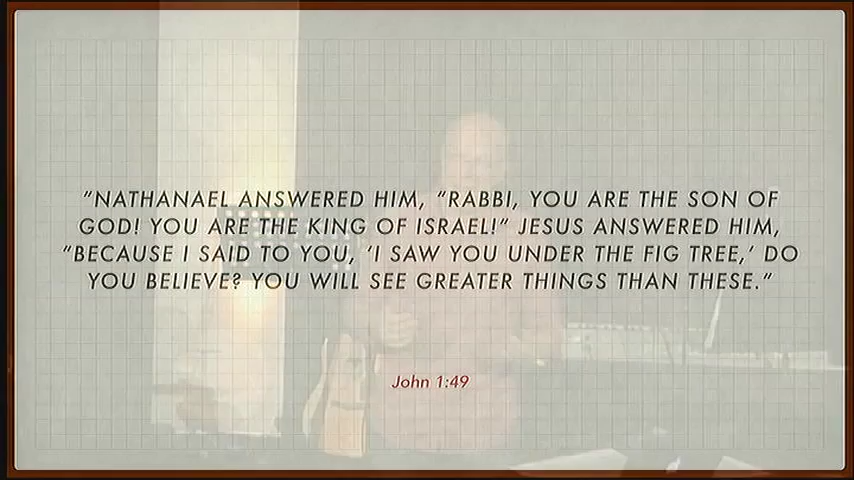 "NATHANAEL ANSWERED HIM, "RABBI, YOU ARE THE SON OF
GOD! YOU ARE THE KING OF ISRAEL!" JESUS ANSWERED HIM,
"BECAUSE I SAID TO YOU, 'I SAW YOU UNDER THE FIG TREE,' DO
YOU BELIEVE? YOU WILL SEE GREATER THINGS THAN THESE."
John 1:49